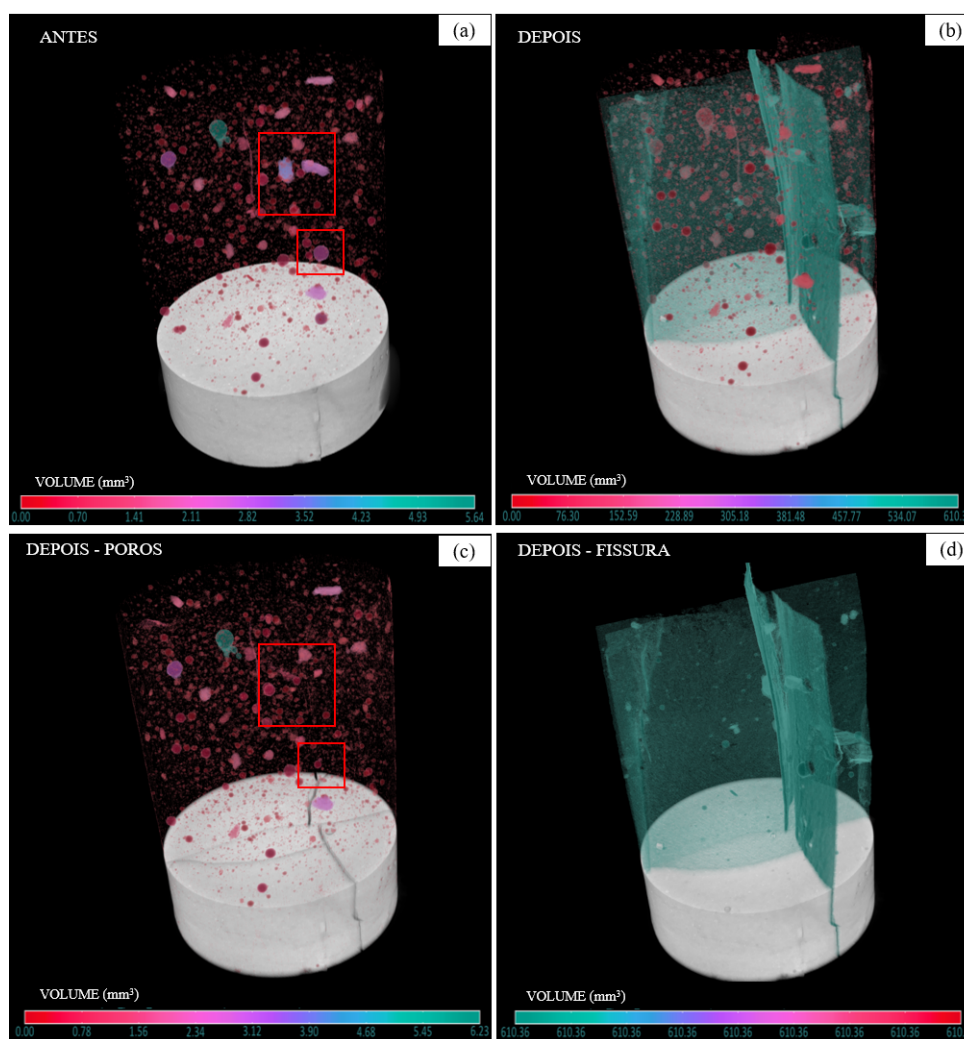 ANTES
(a)
VOLUME (mm³)
0.00 0.70 1.41 2.11 2.82 3.52 4.23 4.93 5.64
DEPOIS
(b)
VOLUME (mm³)
0.00 76.30 152.59 228.89 305.18 381.48 457.77 534.07 610.3
DEPOIS - POROS
(c)
VOLUME (mm³)
0.00 0.78 1.56 2.34 3.12 3.90 4.68 5.45 6.23
DEPOIS - FISSURA
(d)
VOLUME (mm³)
610.36 610.36 610.36 610.36 610.36 610.36 610.36 610.